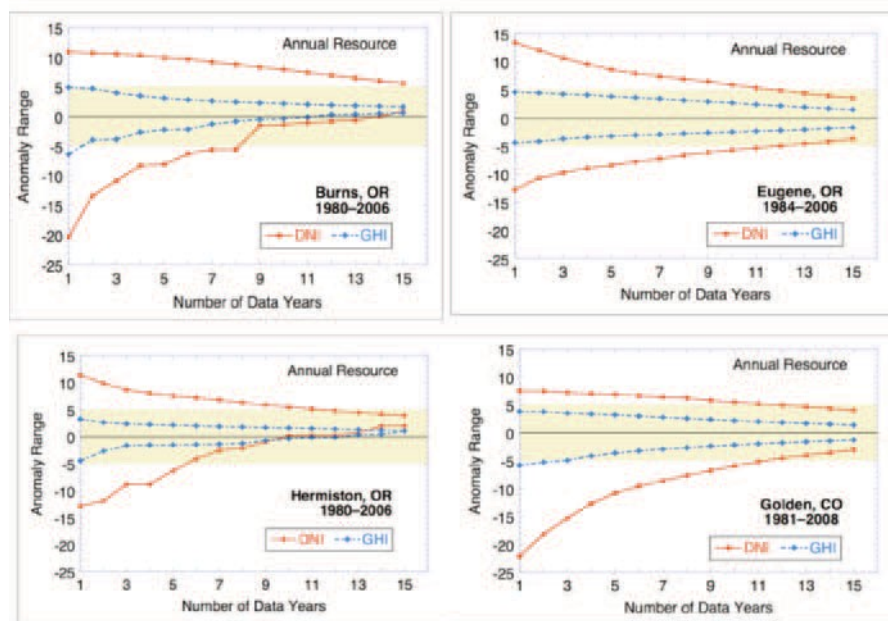 15
10
5
0
-5
-10
-15
-20
-25
Anomaly Range
Annual Resource
Burns, OR
1980–2006
DNI GHI
1 3 5 7 9 11 13 15
Number of Data Years
15
10
5
0
-5
-10
-15
-20
-25
Anomaly Range
Annual Resource
Eugene, OR
1984–2006
DNI GHI
1 3 5 7 9 11 13 15
Number of Data Years
15
10
5
0
-5
-10
-15
-20
-25
Anomaly Range
Annual Resource
Hermiston, OR
1980–2006
DNI GHI
1 3 5 7 9 11 13 15
Number of Data Years
15
10
5
0
-5
-10
-15
-20
-25
Anomaly Range
Annual Resource
Golden, CO
1981–2008
DNI GHI
1 3 5 7 9 11 13 15
Number of Data Years